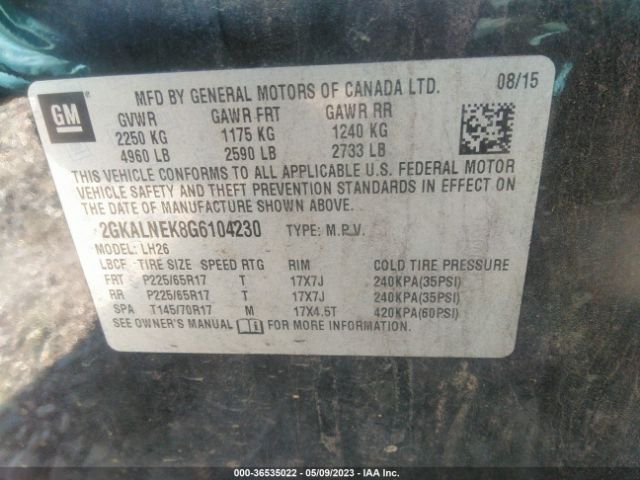 GM
MFD BY GENERAL MOTORS OF CANADA LTD. 08/15
GVWR GAWR FRT GAWR RR
2250 KG 1175 KG 1240 KG
4960 LB 2590 LB 2733 LB
THIS VEHICLE CONFORMS TO ALL APPLICABLE U.S. FEDERAL MOTOR
VEHICLE SAFETY AND THEFT PREVENTION STANDARDS IN EFFECT ON
THE DATE OF MANUFACTURE SHOWN ABOVE.
2GKALNEK8G6104230 TYPE: M.P.V.
MODEL: LH26
LBCF TIRE SIZE SPEED RTG RIM COLD TIRE PRESSURE
FRT P225/65R17 T 17X7J 240KPA(35PSI)
RR P225/65R17 T 17X7J 240KPA(35PSI)
SPA T145/70R17 M 17X4.5T 420KPA(60PSI)
SEE OWNER'S MANUAL FOR MORE INFORMATION.
000-36535022 - 05/09/2023 - IAA Inc.